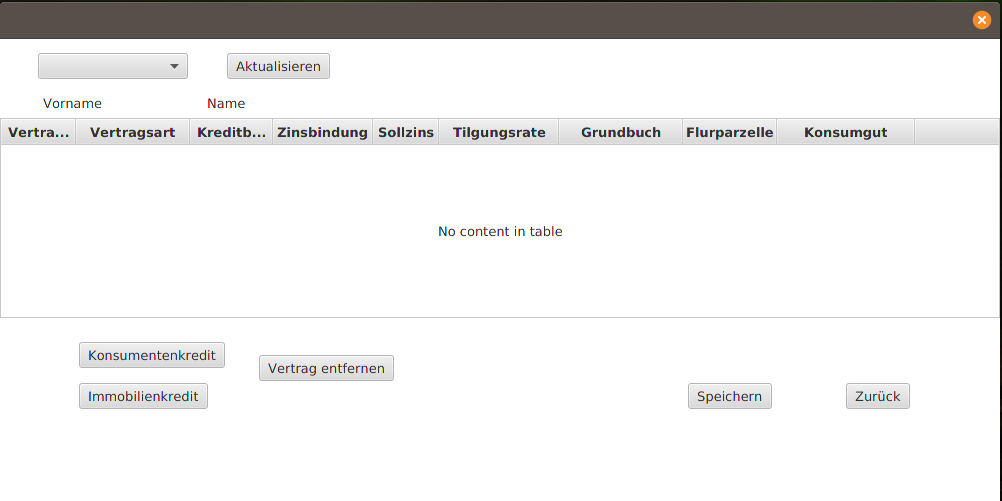 Aktualisieren
Vorname Name
Vertra... Vertragsart Kreditb... Zinsbindung Sollzins Tilgungsrate Grundbuch Flurparzelle Konsumgut
No content in table
Konsumentenkredit
Vertrag entfernen
Immobilienkredit Speichern Zurück